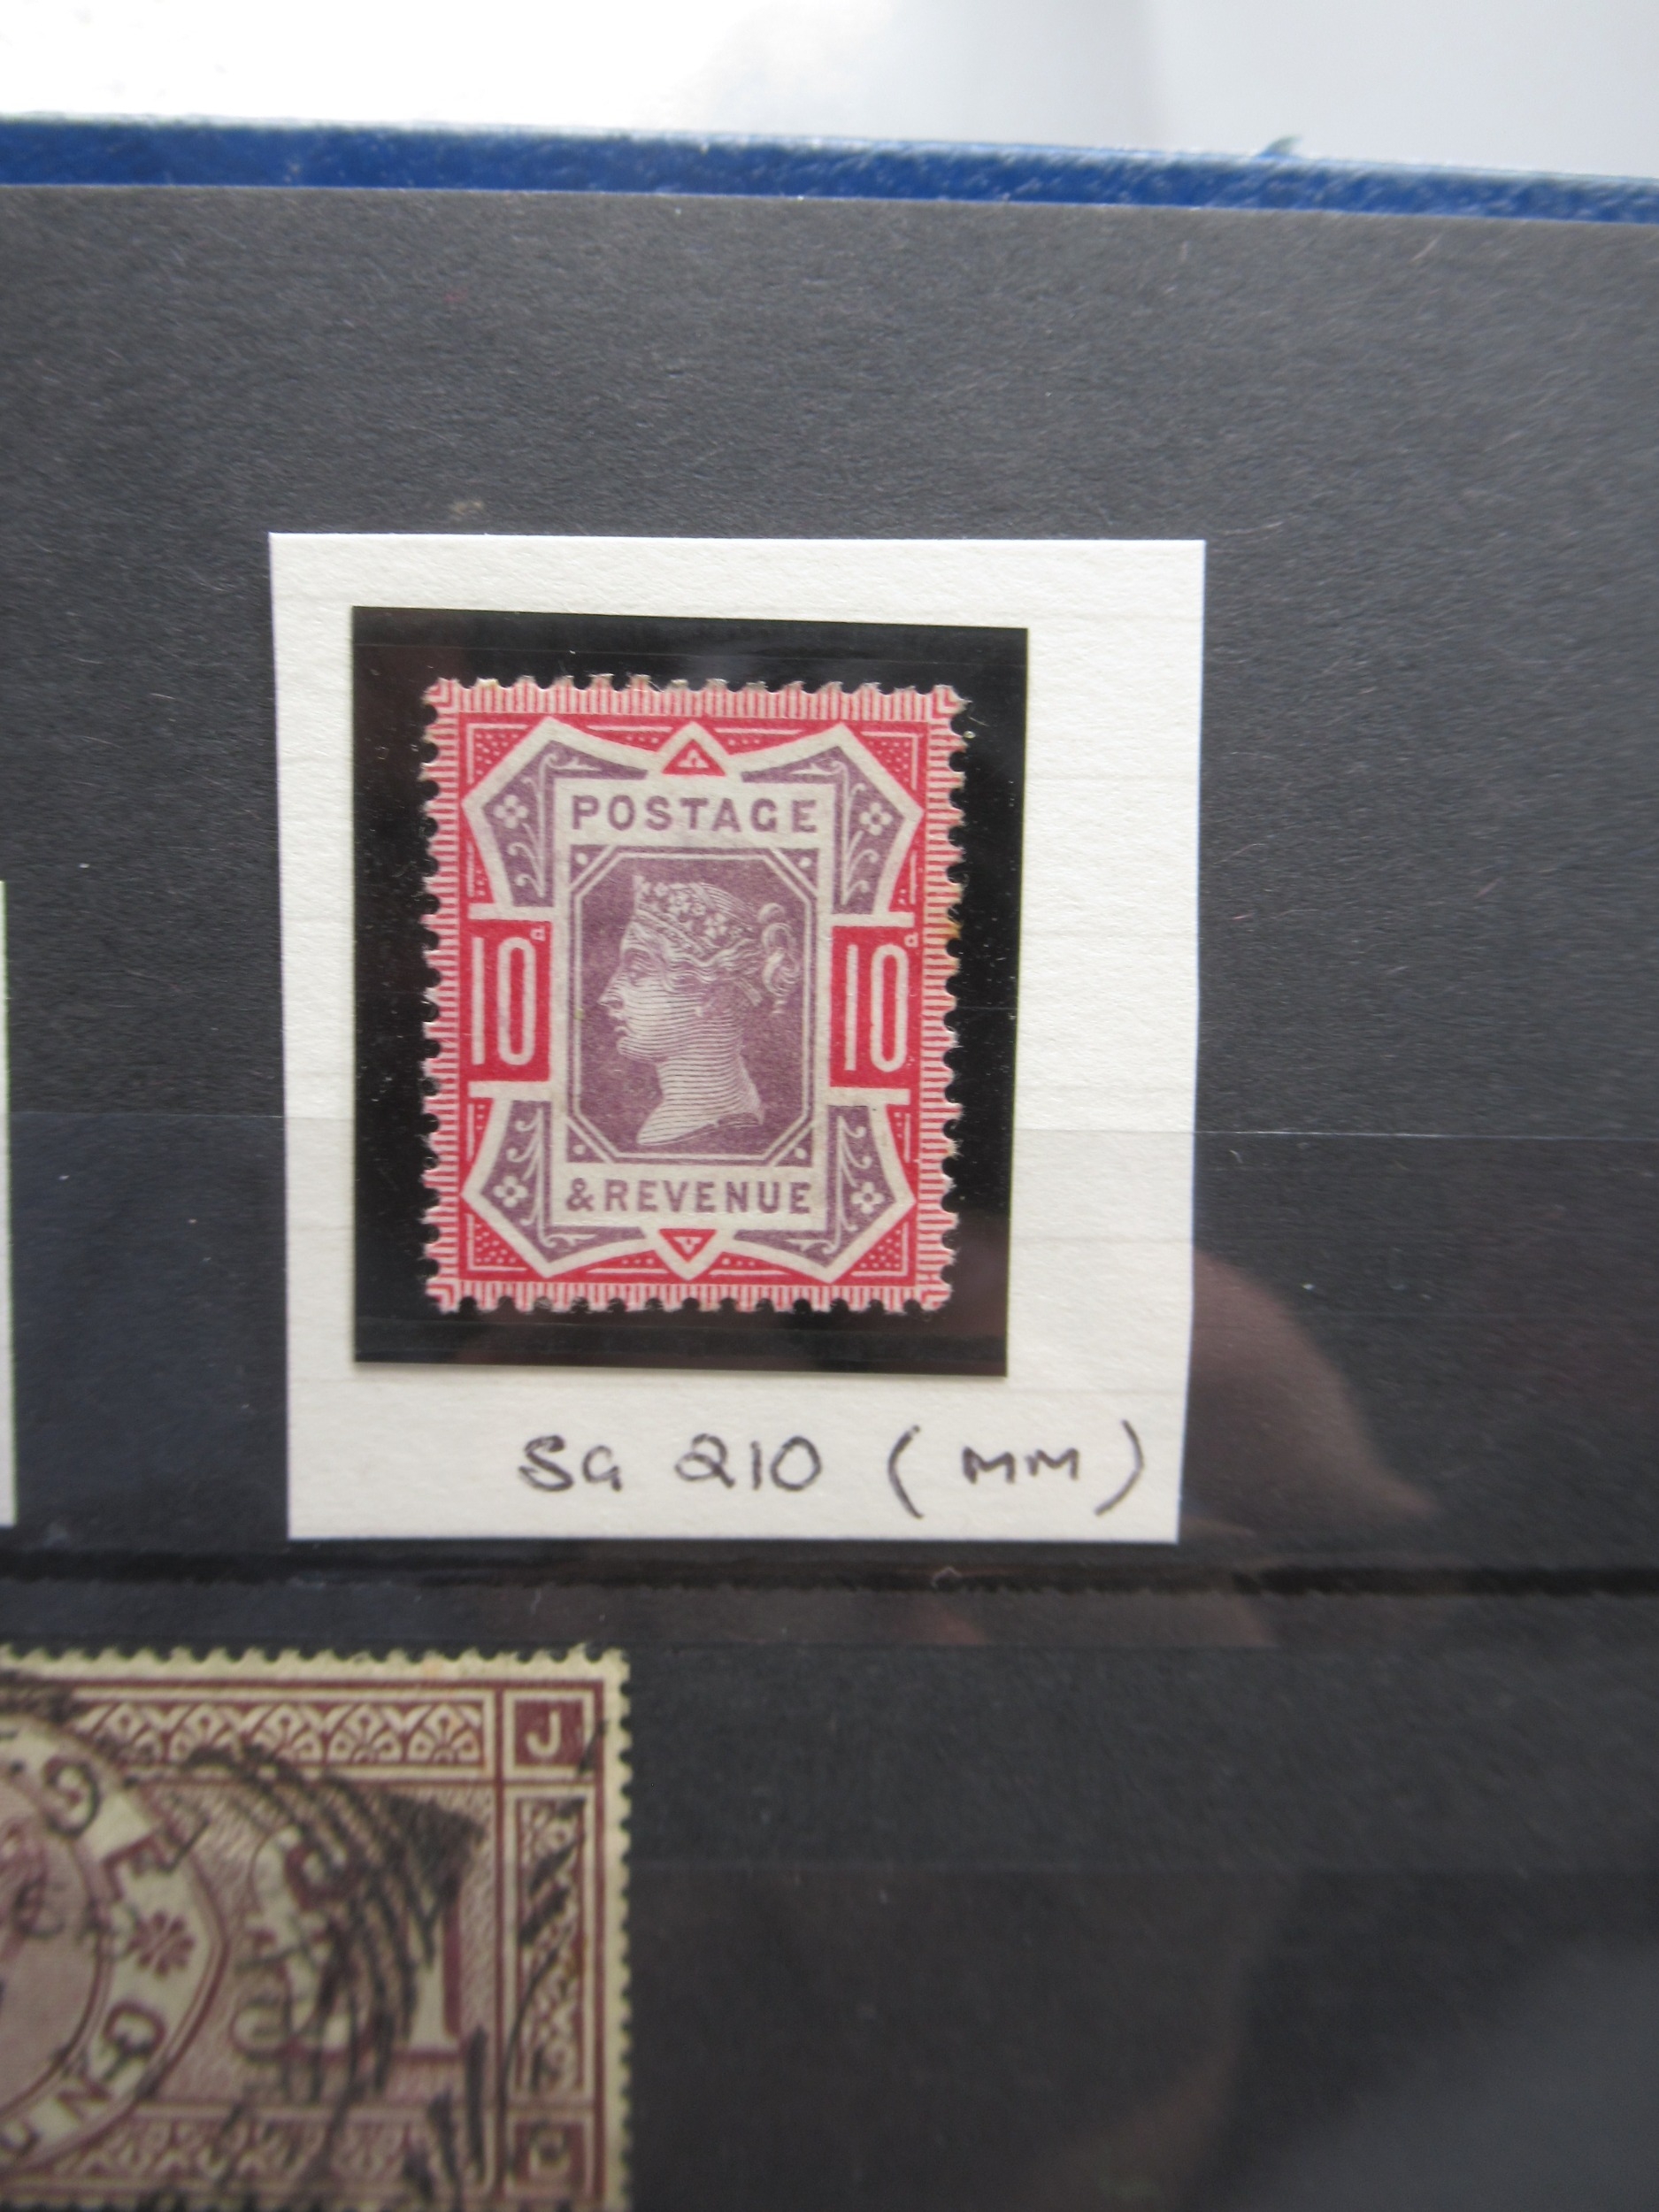 POSTAGE
10d 10d
& REVENUE
SG 210 (MM)
J